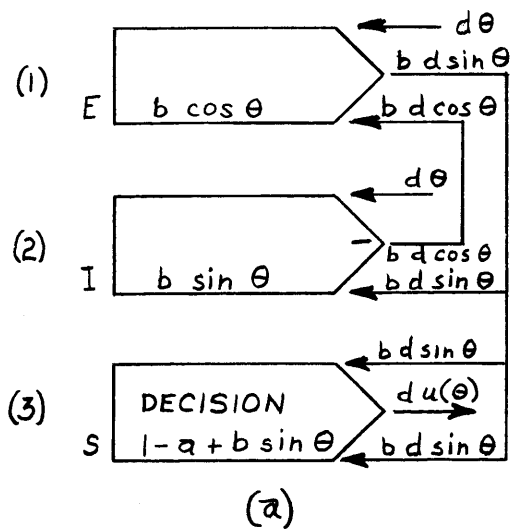 dθ
(1)
b d sin θ
E
b cos θ
b d cos θ
(2)
dθ
–
b d cos θ
I
b sin θ
b d sin θ
b d sin θ
(3)
DECISION
d u(θ)
S
1 – a + b sin θ
b d sin θ
(a)